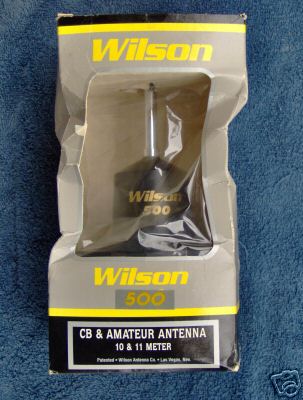 Wilson
Wilson
500
Wilson
500
CB & AMATEUR ANTENNA
10 & 11 METER
Patented • Wilson Antenna Co. • Las Vegas, Nev.